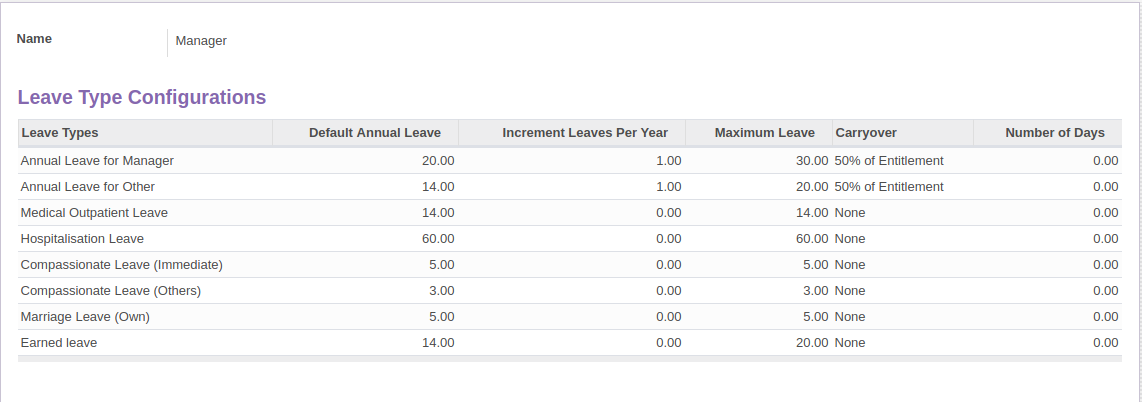 Name Manager
Leave Type Configurations
Leave Types Default Annual Leave Increment Leaves Per Year Maximum Leave Carryover Number of Days
Annual Leave for Manager 20.00 1.00 30.00 50% of Entitlement 0.00
Annual Leave for Other 14.00 1.00 20.00 50% of Entitlement 0.00
Medical Outpatient Leave 14.00 0.00 14.00 None 0.00
Hospitalisation Leave 60.00 0.00 60.00 None 0.00
Compassionate Leave (Immediate) 5.00 0.00 5.00 None 0.00
Compassionate Leave (Others) 3.00 0.00 3.00 None 0.00
Marriage Leave (Own) 5.00 0.00 5.00 None 0.00
Earned leave 14.00 0.00 20.00 None 0.00